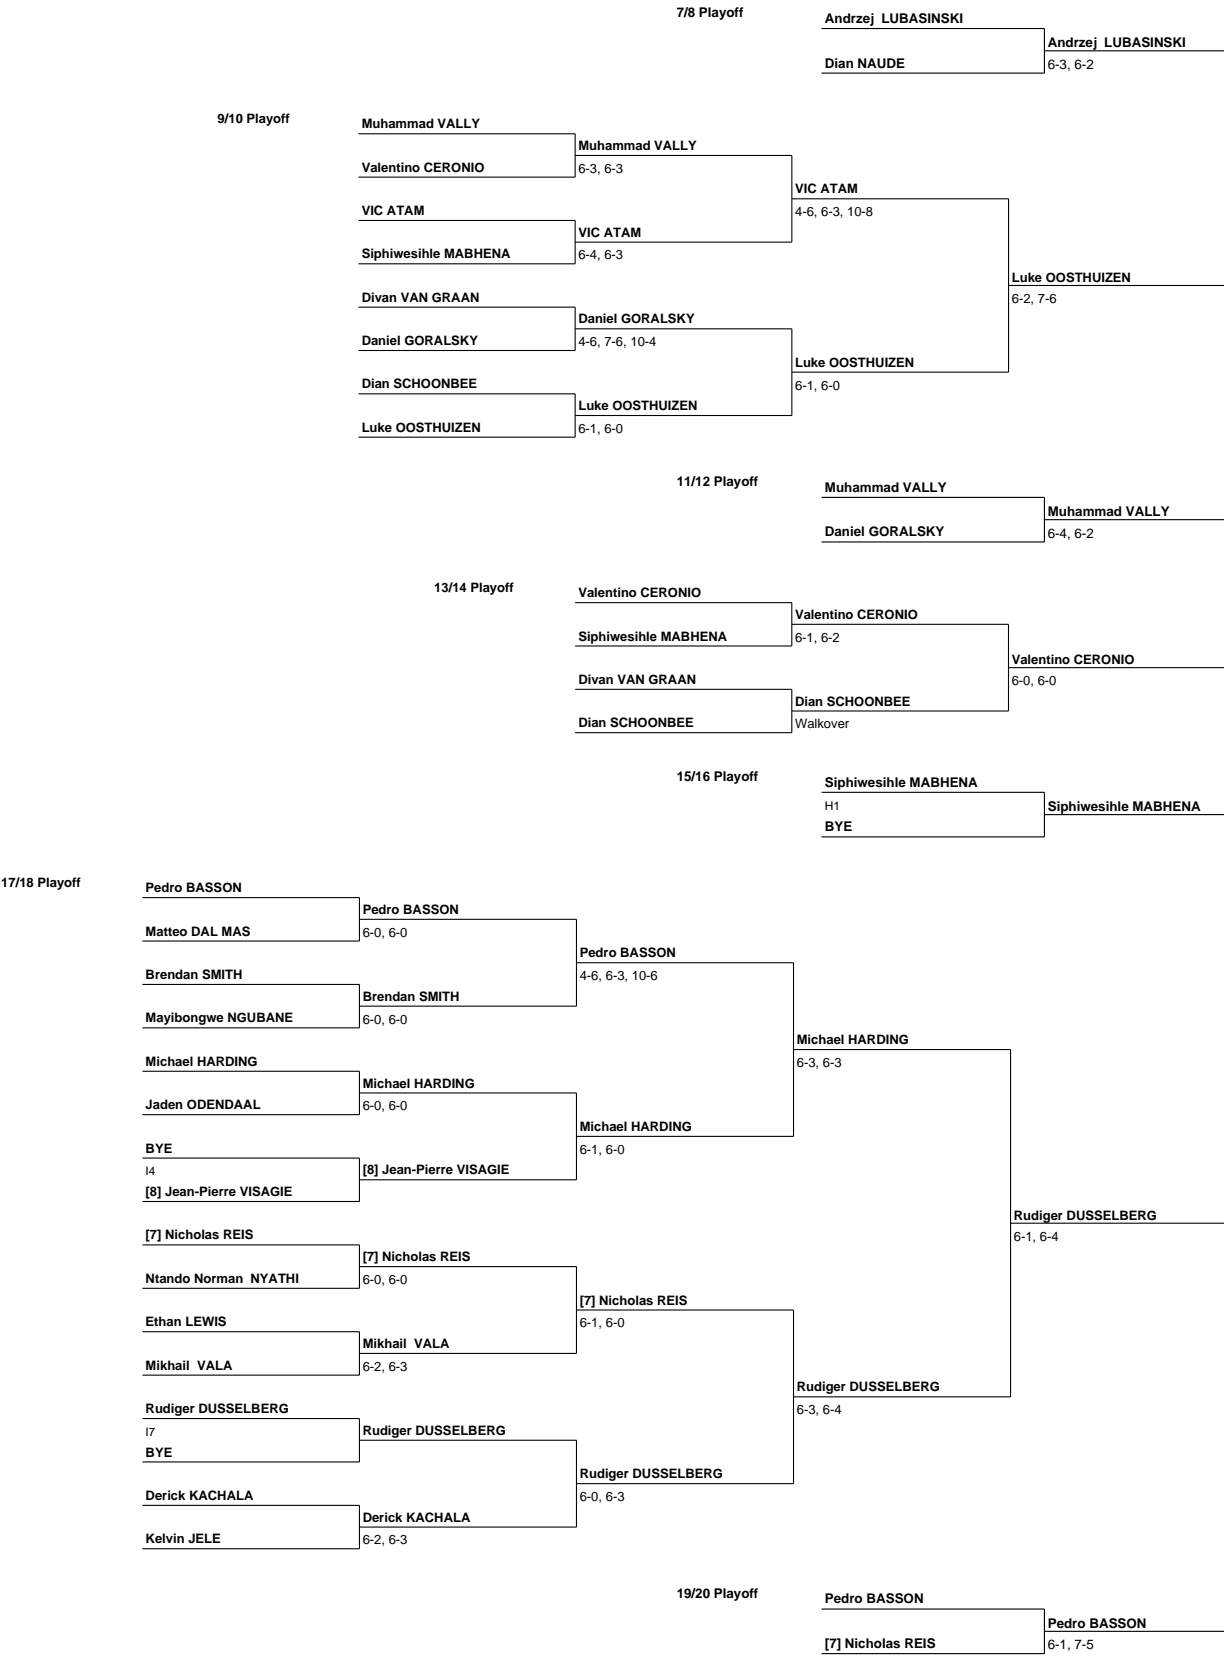 7/8 Playoff
Andrzej  LUBASINSKI
Andrzej  LUBASINSKI
Dian NAUDE
6-3, 6-2
9/10 Playoff
Muhammad VALLY
Muhammad VALLY
Valentino CERONIO
6-3, 6-3
VIC ATAM
VIC ATAM
4-6, 6-3, 10-8
VIC ATAM
Siphiwesihle MABHENA
6-4, 6-3
Luke OOSTHUIZEN
Divan VAN GRAAN
6-2, 7-6
Daniel GORALSKY
Daniel GORALSKY
4-6, 7-6, 10-4
Luke OOSTHUIZEN
Dian SCHOONBEE
6-1, 6-0
Luke OOSTHUIZEN
Luke OOSTHUIZEN
6-1, 6-0
11/12 Playoff
Muhammad VALLY
Muhammad VALLY
Daniel GORALSKY
6-4, 6-2
13/14 Playoff
Valentino CERONIO
Valentino CERONIO
Siphiwesihle MABHENA
6-1, 6-2
Valentino CERONIO
Divan VAN GRAAN
6-0, 6-0
Dian SCHOONBEE
Dian SCHOONBEE
Walkover
15/16 Playoff
Siphiwesihle MABHENA
H1
Siphiwesihle MABHENA
BYE
17/18 Playoff
Pedro BASSON
Pedro BASSON
Matteo DAL MAS
6-0, 6-0
Pedro BASSON
Brendan SMITH
4-6, 6-3, 10-6
Brendan SMITH
Mayibongwe NGUBANE
6-0, 6-0
Michael HARDING
Michael HARDING
6-3, 6-3
Michael HARDING
Jaden ODENDAAL
6-0, 6-0
Michael HARDING
BYE
6-1, 6-0
I4
[8] Jean-Pierre VISAGIE
[8] Jean-Pierre VISAGIE
Rudiger DUSSELBERG
[7] Nicholas REIS
6-1, 6-4
[7] Nicholas REIS
Ntando Norman  NYATHI
6-0, 6-0
[7] Nicholas REIS
Ethan LEWIS
6-1, 6-0
Mikhail  VALA
Mikhail  VALA
6-2, 6-3
Rudiger DUSSELBERG
Rudiger DUSSELBERG
6-3, 6-4
I7
Rudiger DUSSELBERG
BYE
Rudiger DUSSELBERG
Derick KACHALA
6-0, 6-3
Derick KACHALA
Kelvin JELE
6-2, 6-3
19/20 Playoff
Pedro BASSON
Pedro BASSON
[7] Nicholas REIS
6-1, 7-5